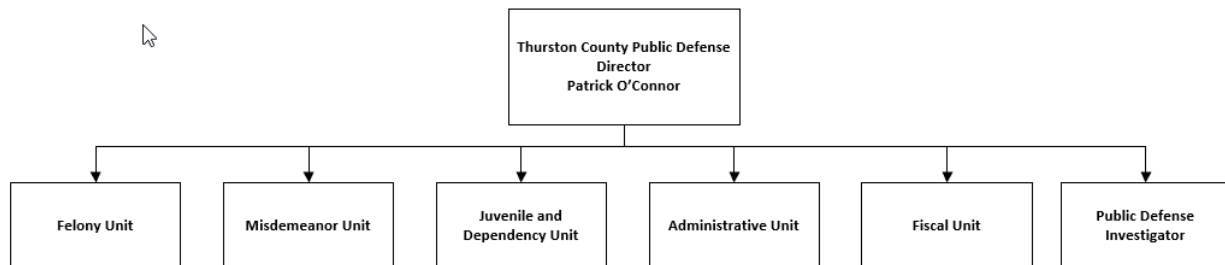 Thurston County Public Defense
Director
Patrick O’Connor
Felony Unit
Misdemeanor Unit
Juvenile and
Dependency Unit
Administrative Unit
Fiscal Unit
Public Defense
Investigator